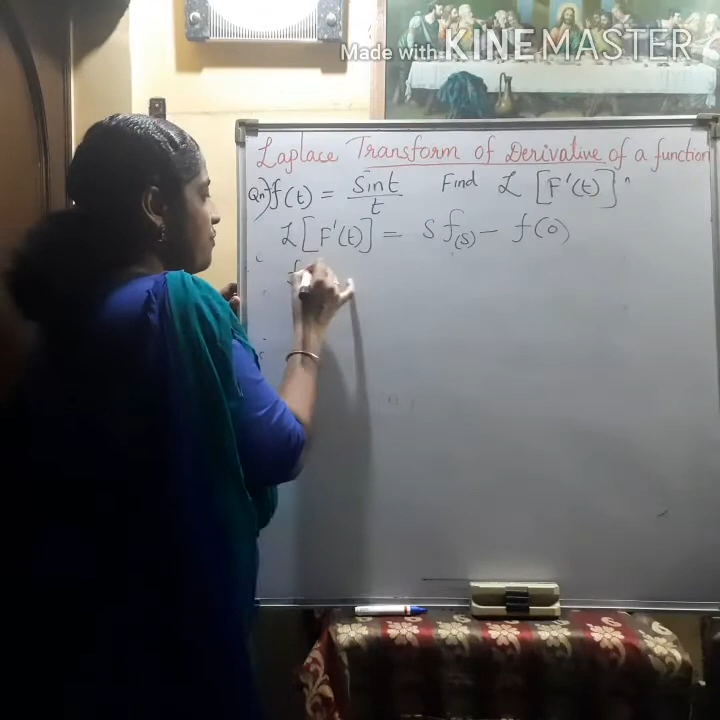 Made with KINEMASTER
Laplace Transform of Derivative of a function
Qn) f(t) = sint/t Find L [F'(t)]
L[F'(t)] = S f(s) - f(0)
f